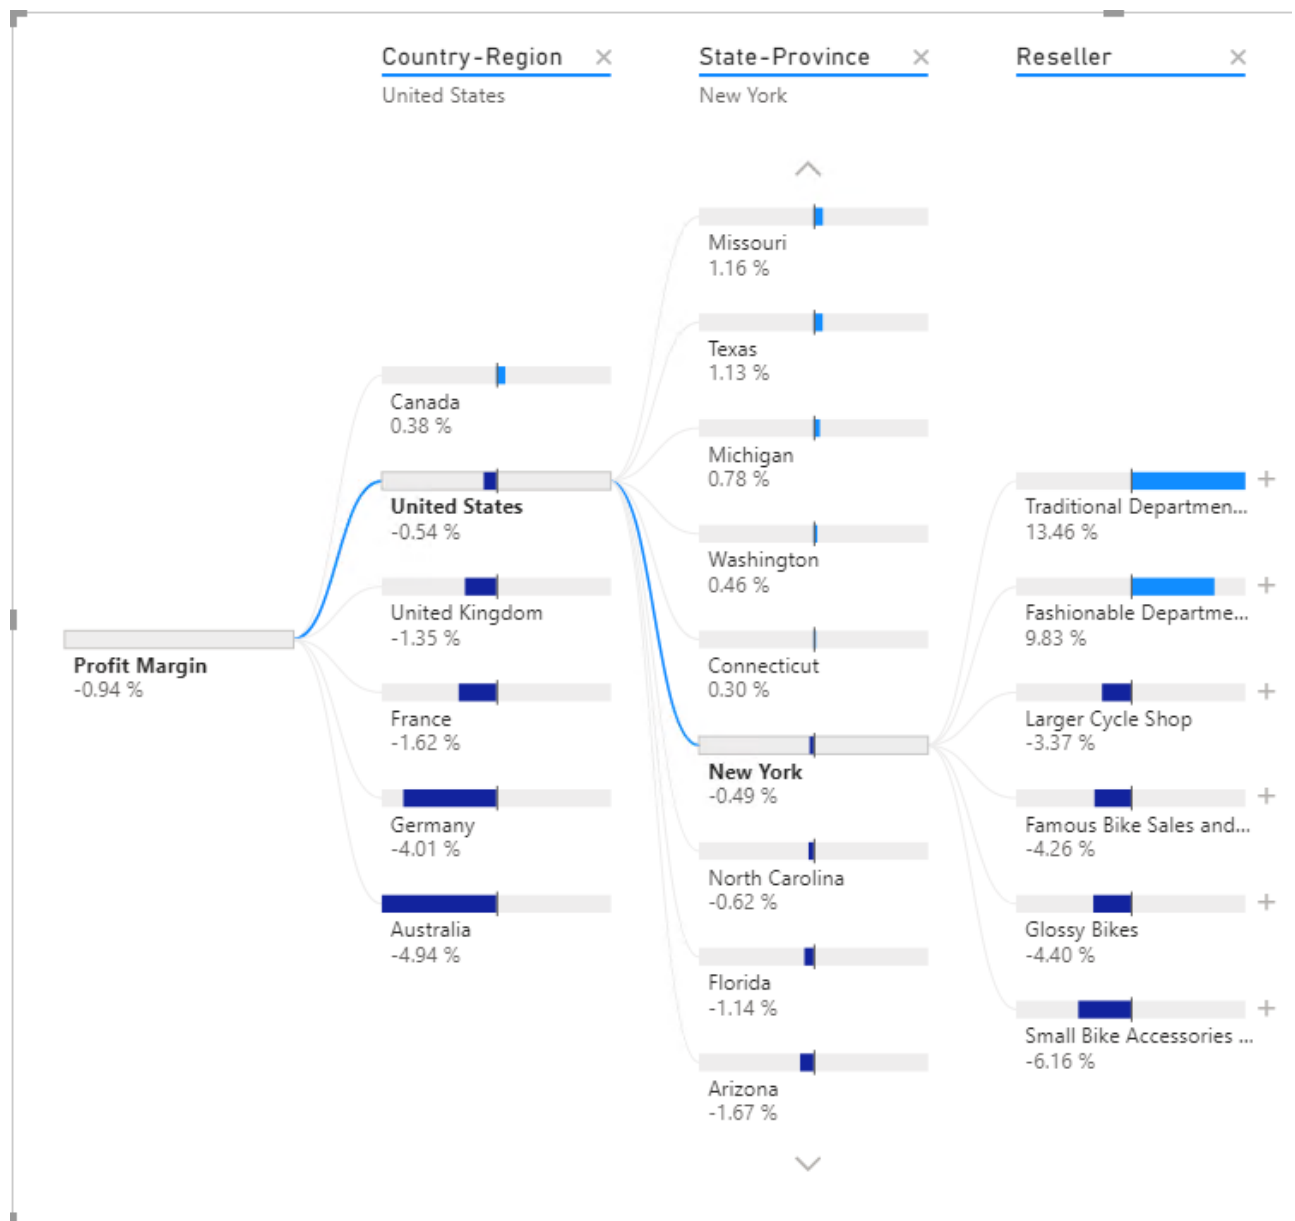 Country-Region
United States
State-Province
New York
Reseller
Profit Margin
-0.94 %
Canada
0.38 %
United States
-0.54 %
United Kingdom
-1.35 %
France
-1.62 %
Germany
-4.01 %
Australia
-4.94 %
Missouri
1.16 %
Texas
1.13 %
Michigan
0.78 %
Washington
0.46 %
Connecticut
0.30 %
New York
-0.49 %
North Carolina
-0.62 %
Florida
-1.14 %
Arizona
-1.67 %
Traditional Departmen...
13.46 %
Fashionable Departme...
9.83 %
Larger Cycle Shop
-3.37 %
Famous Bike Sales and...
-4.26 %
Glossy Bikes
-4.40 %
Small Bike Accessories ...
-6.16 %